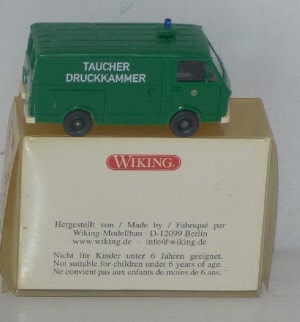 TAUCHER
DRUCKKAMMER
WIKING
Hergestellt von / Made by / Fabriqué par
Wiking-Modellbau D-12099 Berlin
www.wiking.de - info@wiking.de
Nicht für Kinder unter 6 Jahren geeignet.
Not suitable for children under 6 years of age.
Ne convient pas aux enfants de moins de 6 ans.